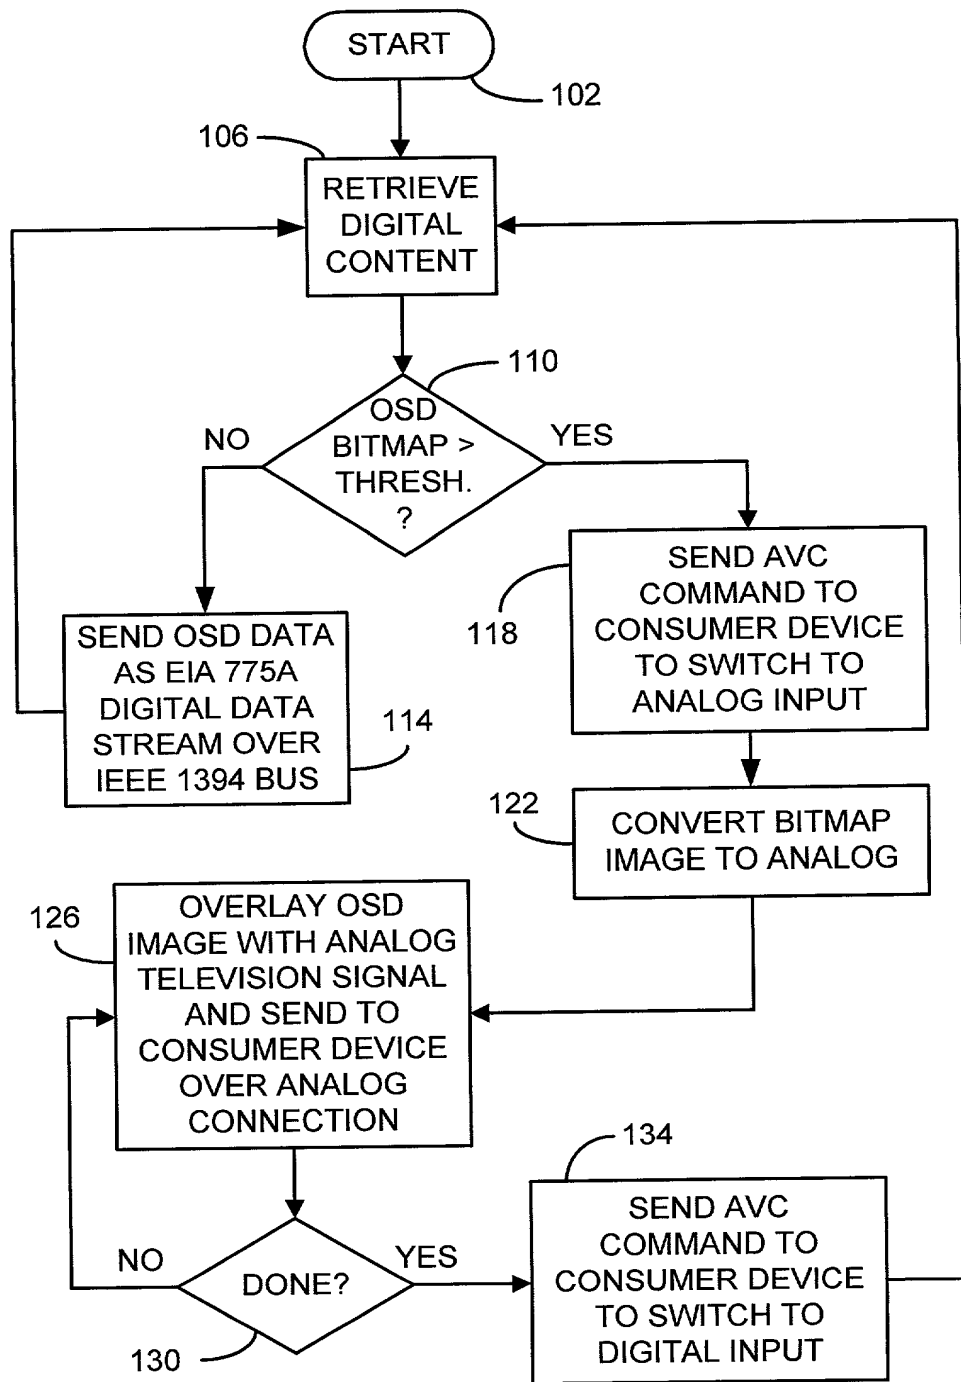 START
102
106
RETRIEVE
DIGITAL
CONTENT
110
OSD
BITMAP >
THRESH.
?
NO
YES
SEND AVC
COMMAND TO
CONSUMER DEVICE
TO SWITCH TO
ANALOG INPUT
118
SEND OSD DATA
AS EIA 775A
DIGITAL DATA
STREAM OVER
IEEE 1394 BUS
114
122
CONVERT BITMAP
IMAGE TO ANALOG
126
OVERLAY OSD
IMAGE WITH ANALOG
TELEVISION SIGNAL
AND SEND TO
CONSUMER DEVICE
OVER ANALOG
CONNECTION
134
NO
DONE?
YES
130
SEND AVC
COMMAND TO
CONSUMER DEVICE
TO SWITCH TO
DIGITAL INPUT